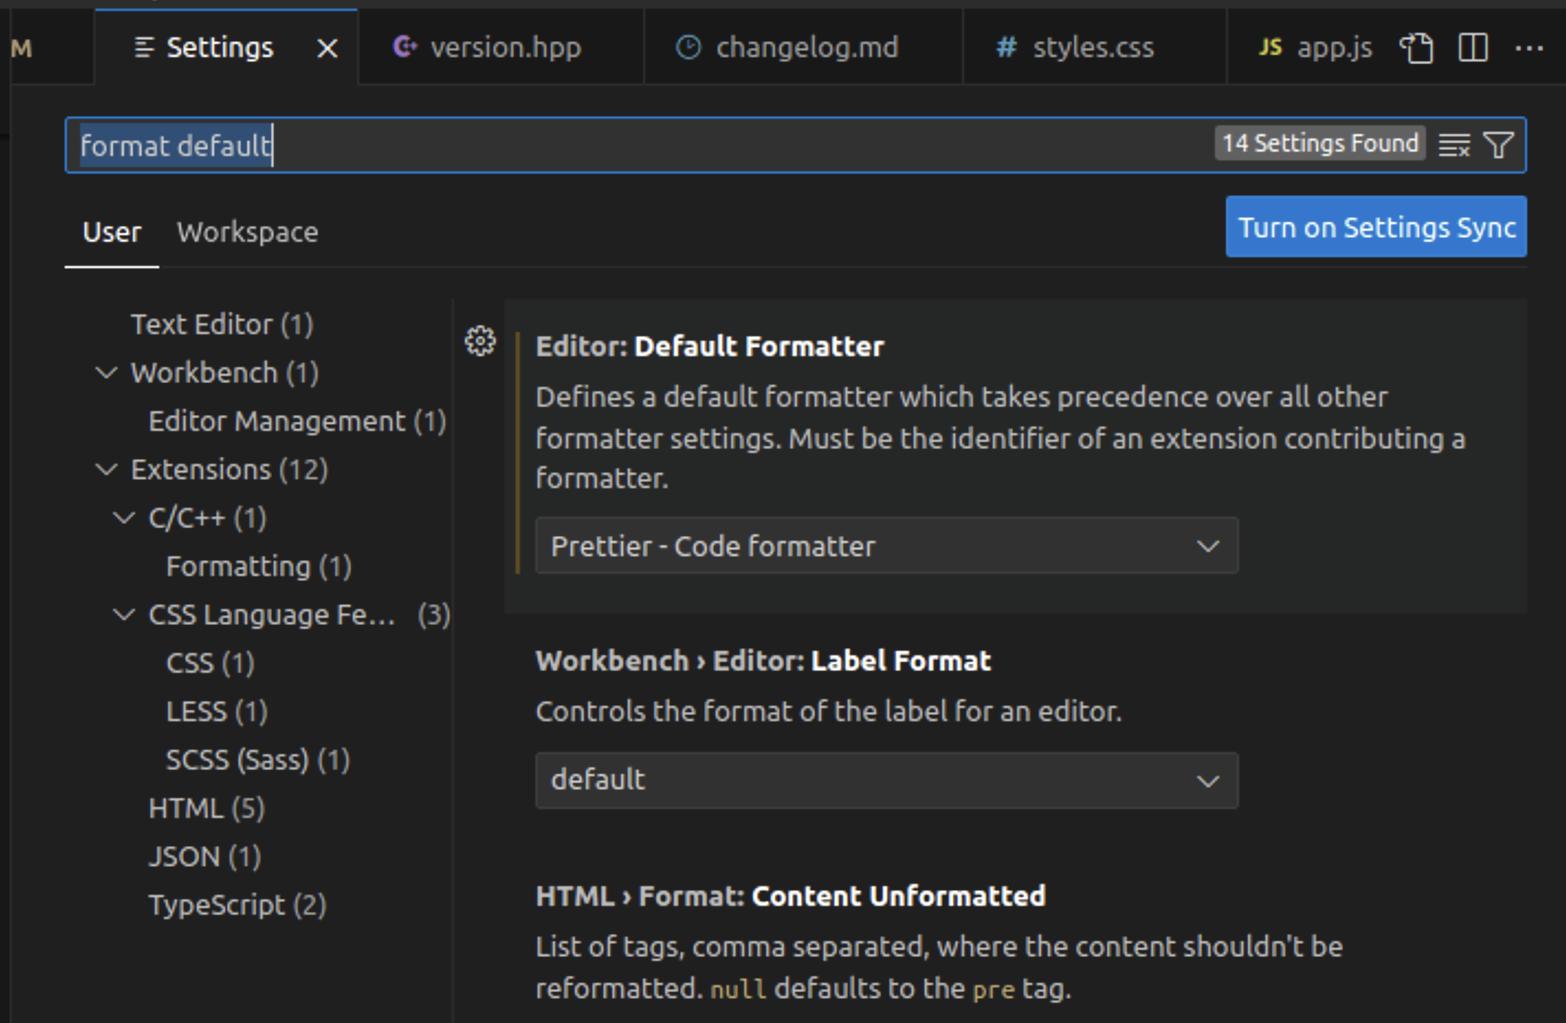 M
Settings
version.hpp
changelog.md
# styles.css
JS app.js
format default
14 Settings Found
User
Workspace
Turn on Settings Sync
Text Editor (1)
Workbench (1)
Editor Management (1)
Extensions (12)
C/C++ (1)
Formatting (1)
CSS Language Fe... (3)
CSS (1)
LESS (1)
SCSS (Sass) (1)
HTML (5)
JSON (1)
TypeScript (2)
Editor: Default Formatter
Defines a default formatter which takes precedence over all other
formatter settings. Must be the identifier of an extension contributing a
formatter.
Prettier - Code formatter
Workbench › Editor: Label Format
Controls the format of the label for an editor.
default
HTML › Format: Content Unformatted
List of tags, comma separated, where the content shouldn't be
reformatted. null defaults to the pre tag.